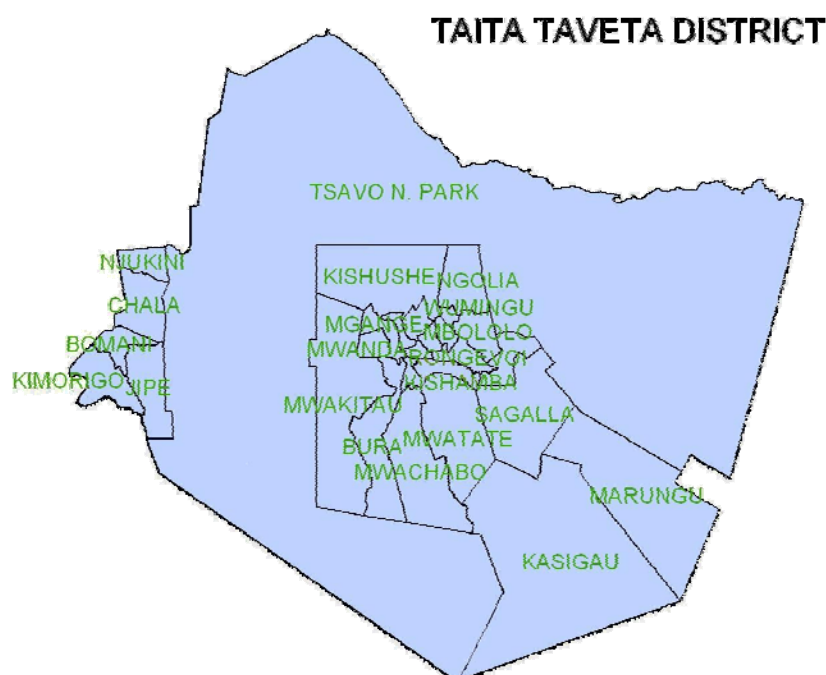 TAITA TAVETA DISTRICT
TSAVO N. PARK
NJUKINI
KISHUSHE
NGOLIA
CHALA
WUMINGU
MGANGE
MBOLOLO
BOMANI
MWANDA
RONGEVOI
KIMORIGO
JIPE
KISHAMBA
MWAKITAU
SAGALLA
BURA
MWATATE
MWACHABO
MARUNGU
KASIGAU